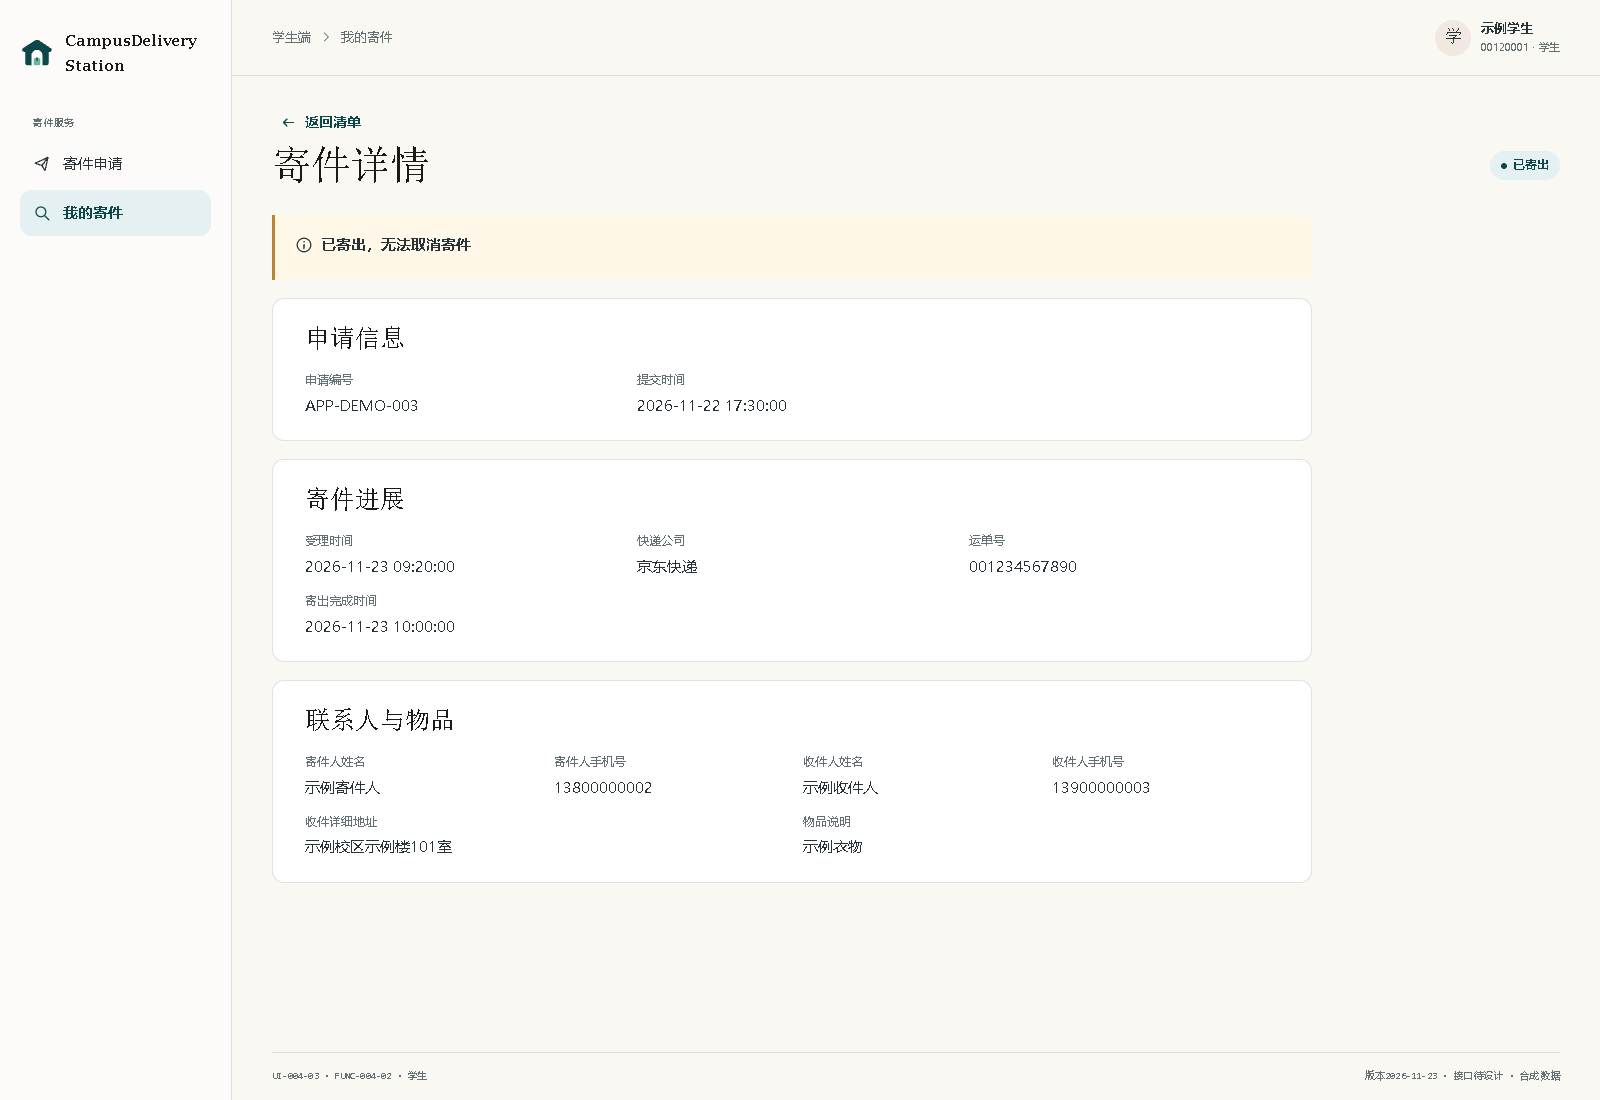 CampusDelivery
Station
寄件服务
寄件申请
我的寄件
学生端 > 我的寄件
学
示例学生
00120001 · 学生
← 返回清单
寄件详情
已寄出
已寄出，无法取消寄件
申请信息
申请编号 提交时间
APP-DEMO-003 2026-11-22 17:30:00
寄件进展
受理时间 快递公司 运单号
2026-11-23 09:20:00 京东快递 001234567890
寄出完成时间
2026-11-23 10:00:00
联系人与物品
寄件人姓名 寄件人手机号 收件人姓名 收件人手机号
示例寄件人 13800000002 示例收件人 13900000003
收件详细地址 物品说明
示例校区示例楼101室 示例衣物
UI-004-03 · FUNC-004-02 · 学生
版本2026-11-23 · 接口待设计 · 合成数据